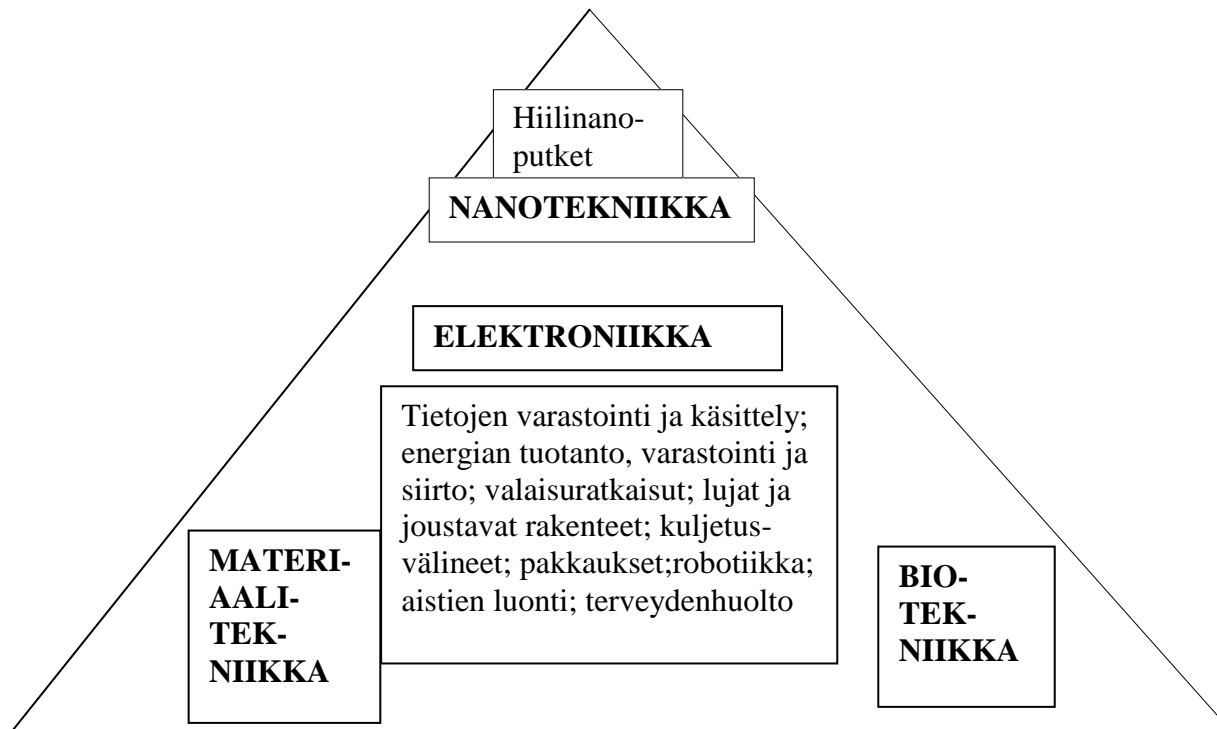 Hiilinano-
putket
NANOTEKNIIKKA
ELEKTRONIIKKA
Tietojen varastointi ja käsittely;
energian tuotanto, varastointi ja
siirto; valaisuratkaisut; lujat ja
joustavat rakenteet; kuljetus-
välineet; pakkaukset;robotiikka;
aistien luonti; terveydenhuolto
MATERI-
AALI-
TEK-
NIIKKA
BIO-
TEK-
NIIKKA